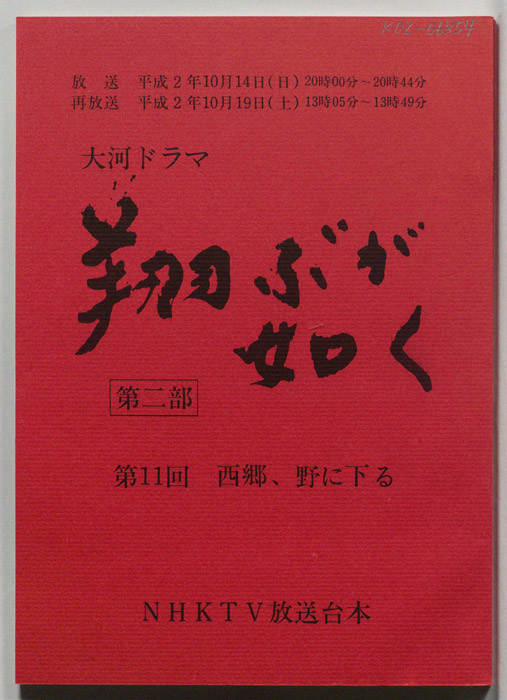 放　送　平成２年10月14日(日) 20時00分～20時44分
再放送　平成２年10月19日(土) 13時05分～13時49分
大河ドラマ
翔ぶが
如く
第二部
第11回　西郷、野に下る
ＮＨＫＴＶ放送台本